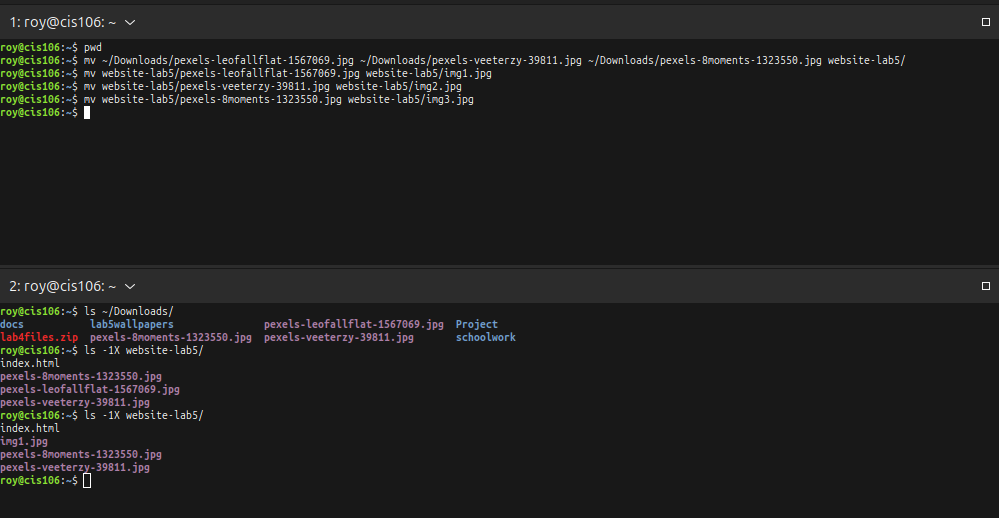 1: roy@cis106: ~
roy@cis106:~$ pwd
roy@cis106:~$ mv ~/Downloads/pexels-leofallflat-1567069.jpg ~/Downloads/pexels-veeterzy-39811.jpg ~/Downloads/pexels-8moments-1323550.jpg website-lab5/
roy@cis106:~$ mv website-lab5/pexels-leofallflat-1567069.jpg website-lab5/img1.jpg
roy@cis106:~$ mv website-lab5/pexels-veeterzy-39811.jpg website-lab5/img2.jpg
roy@cis106:~$ mv website-lab5/pexels-8moments-1323550.jpg website-lab5/img3.jpg
roy@cis106:~$
2: roy@cis106: ~
roy@cis106:~$ ls ~/Downloads/
docs lab5wallpapers pexels-leofallflat-1567069.jpg Project
lab4files.zip pexels-8moments-1323550.jpg pexels-veeterzy-39811.jpg schoolwork
roy@cis106:~$ ls -1X website-lab5/
index.html
pexels-8moments-1323550.jpg
pexels-leofallflat-1567069.jpg
pexels-veeterzy-39811.jpg
roy@cis106:~$ ls -1X website-lab5/
index.html
img1.jpg
pexels-8moments-1323550.jpg
pexels-veeterzy-39811.jpg
roy@cis106:~$